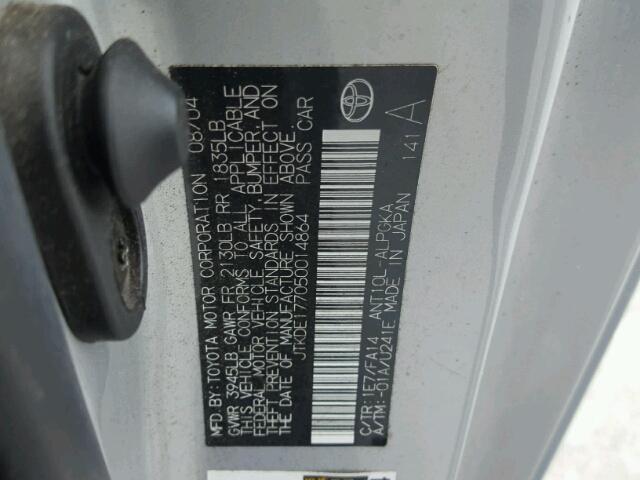 MFD.BY:TOYOTA MOTOR CORPORATION 08/04
GVWR 3945LB GAWR FR 2130LB RR 1835LB
THIS VEHICLE CONFORMS TO ALL APPLICABLE
FEDERAL MOTOR VEHICLE SAFETY, BUMPER, AND
THEFT PREVENTION STANDARDS IN EFFECT ON
THE DATE OF MANUFACTURE SHOWN ABOVE.
JTKDE177050014864 PASS CAR
C/TR:1E7/FA14 ANT10L-ALPGKA 141 A
A/TM:-01A/U241E MADE IN JAPAN